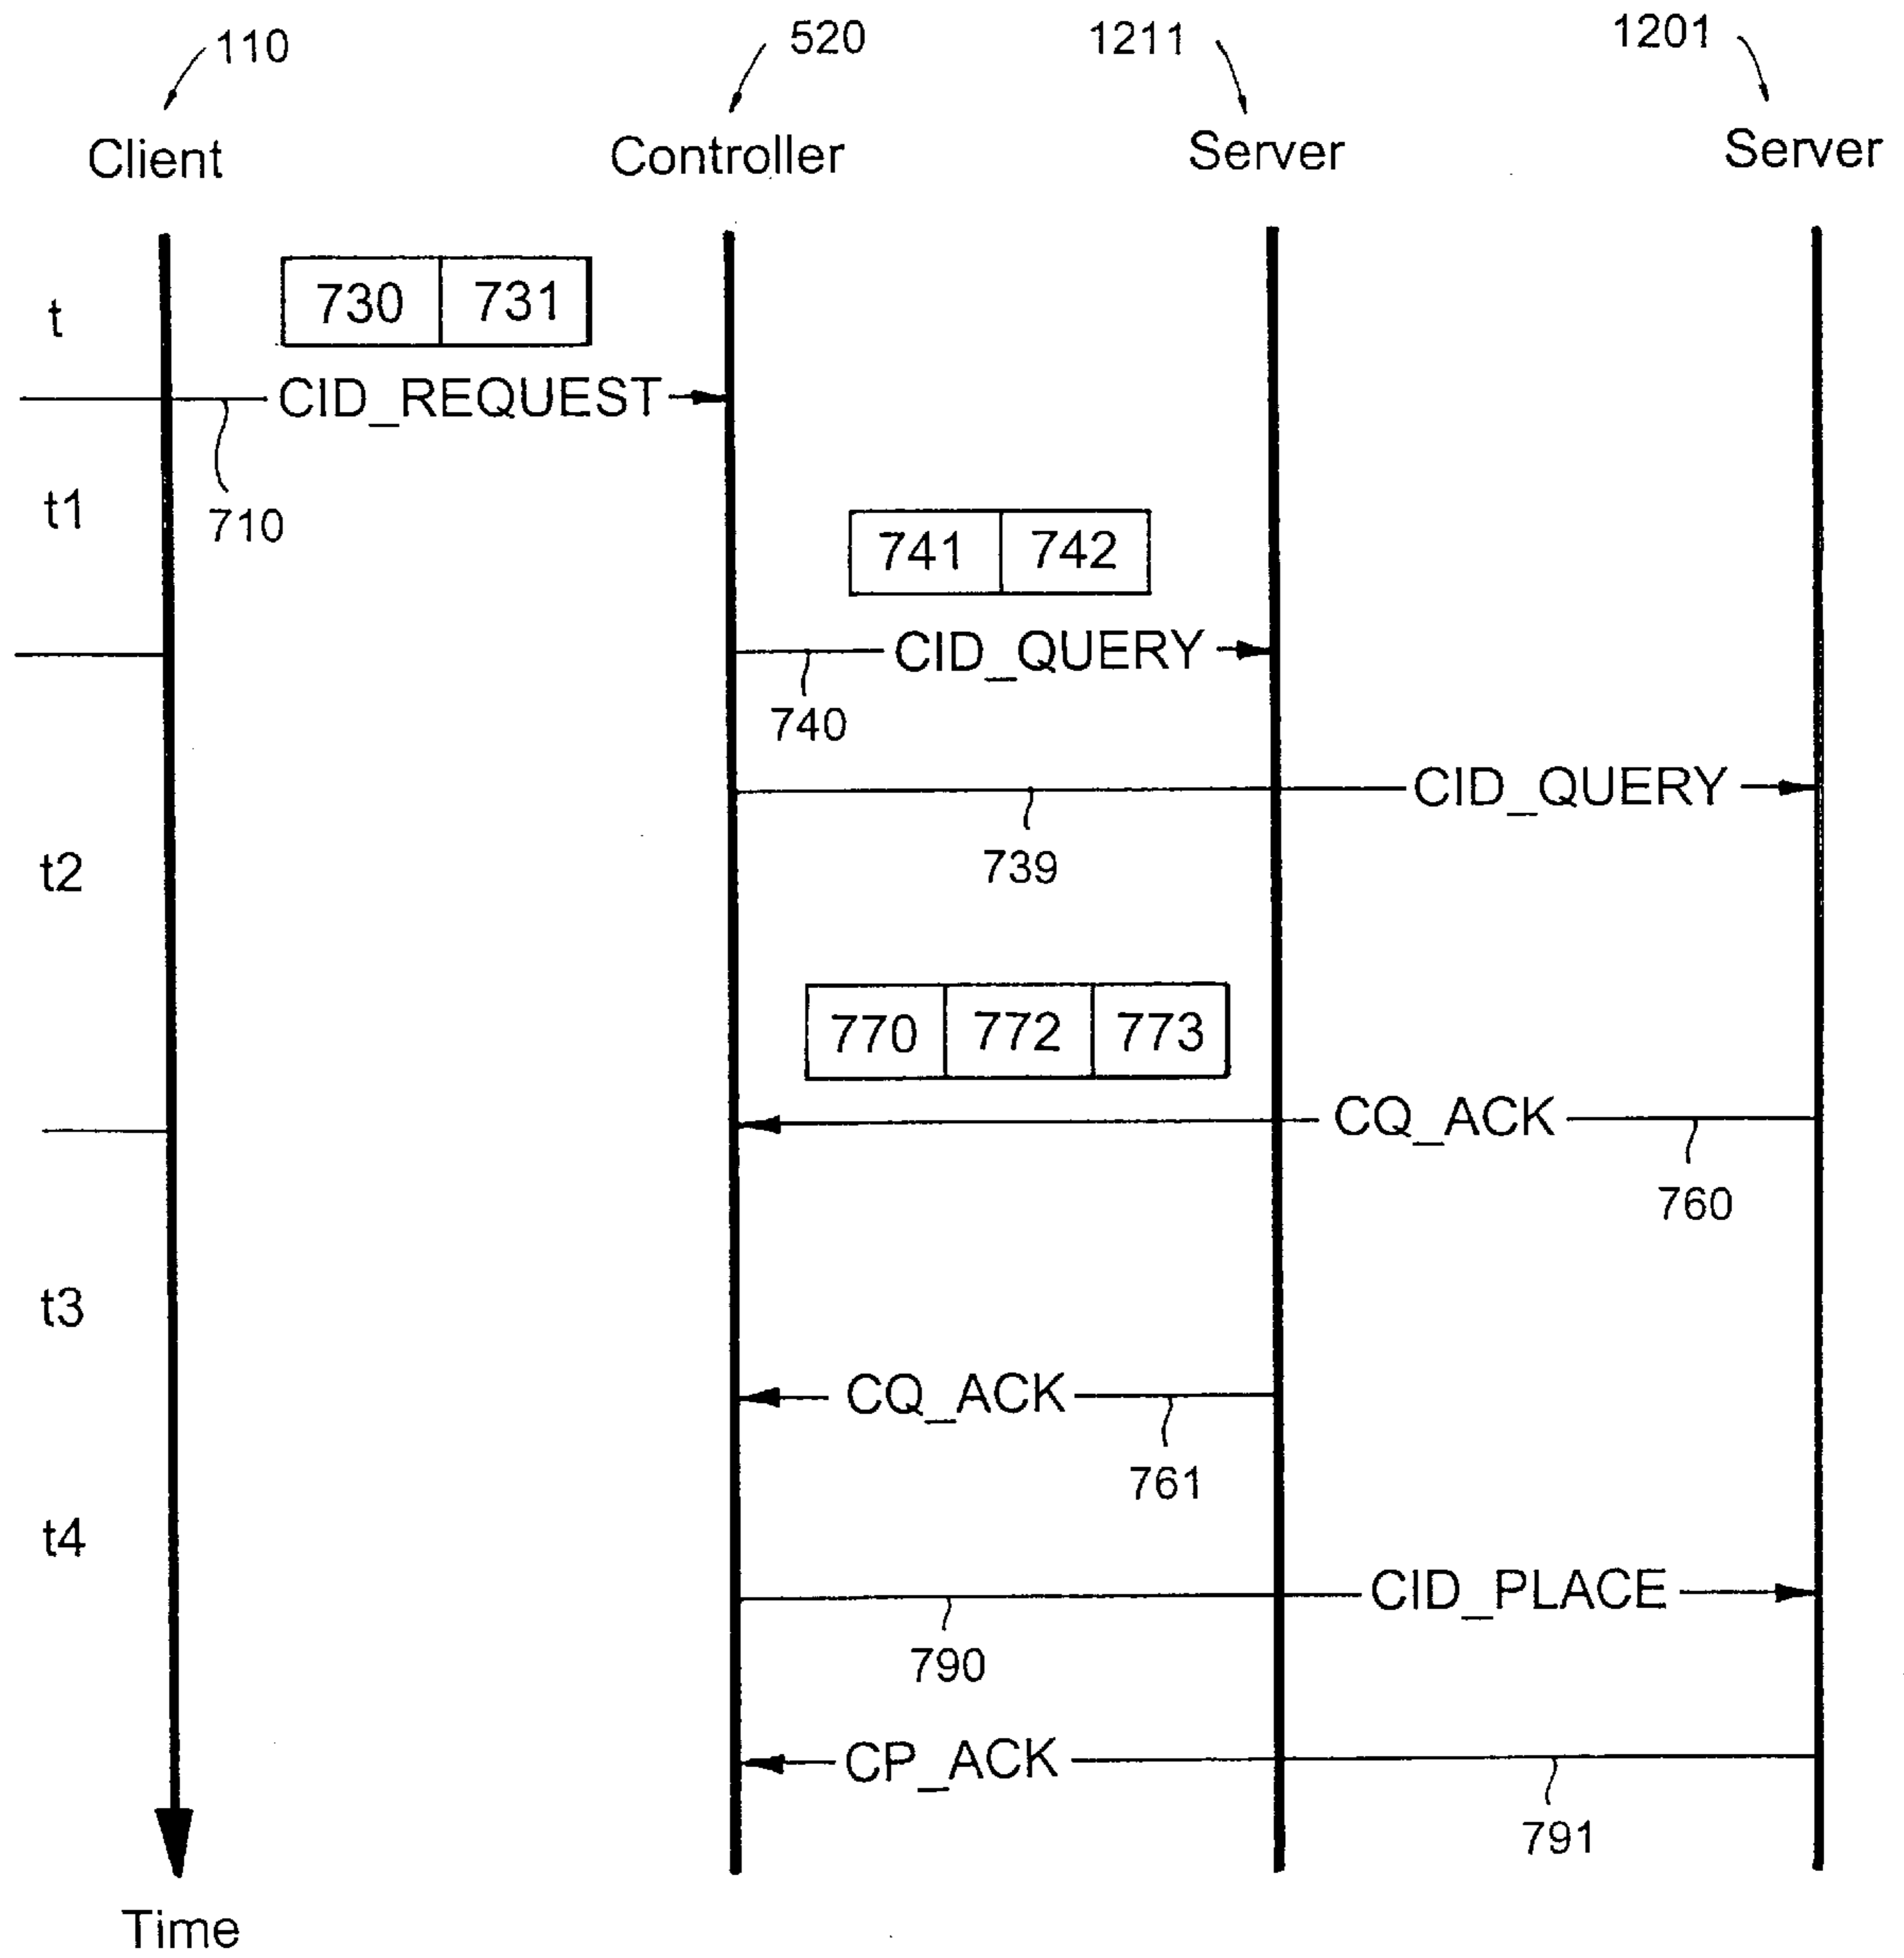 110 520 1211 1201
Client Controller Server Server
t 730 731
CID_REQUEST
t1 710
741 742
CID_QUERY
740
CID_QUERY
t2 739
770 772 773
CQ_ACK
760
t3
CQ_ACK
761
t4
CID_PLACE
790
CP_ACK
791
Time